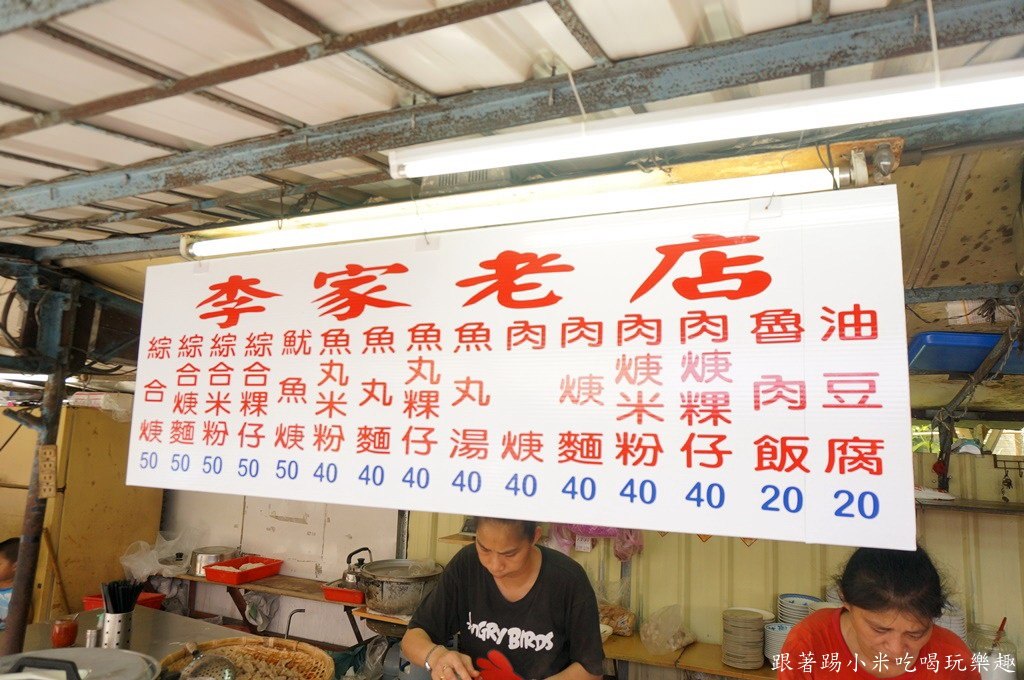 李家老店
油豆腐 20
魯肉飯 20
肉焿粿仔 40
肉焿米粉 40
肉焿麵 40
肉焿 40
魚丸湯 40
魚丸粿仔 40
魚丸麵 40
魚丸米粉 40
魷魚焿 50
綜合粿仔 50
綜合米粉 50
綜合焿麵 50
綜合焿 50
ANGRY BIRDS
跟著踢小米吃喝玩樂趣